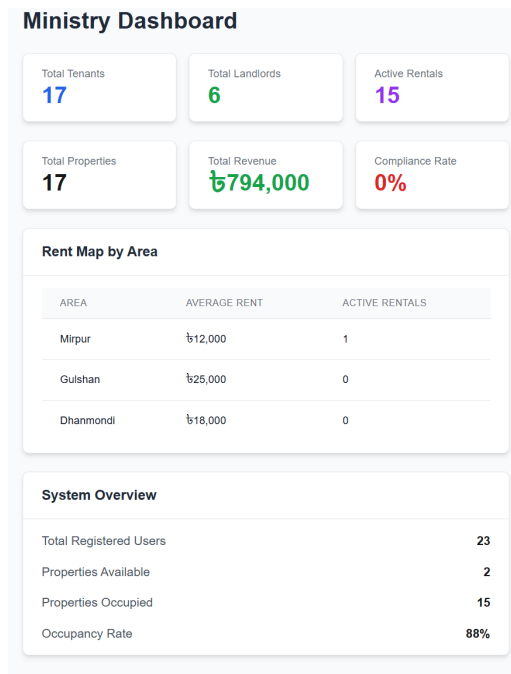 Ministry Dashboard
Total Tenants
17
Total Landlords
6
Active Rentals
15
Total Properties
17
Total Revenue
৳794,000
Compliance Rate
0%
Rent Map by Area
AREA AVERAGE RENT ACTIVE RENTALS
Mirpur ৳12,000 1
Gulshan ৳25,000 0
Dhanmondi ৳18,000 0
System Overview
Total Registered Users 23
Properties Available 2
Properties Occupied 15
Occupancy Rate 88%